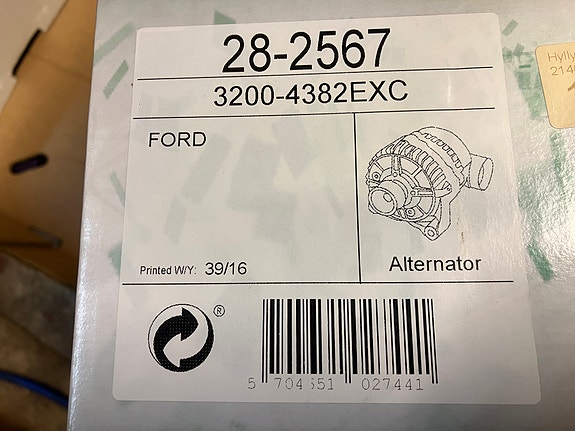 28-2567
3200-4382EXC
FORD
Printed W/Y: 39/16
Alternator
®
5 704651 027441